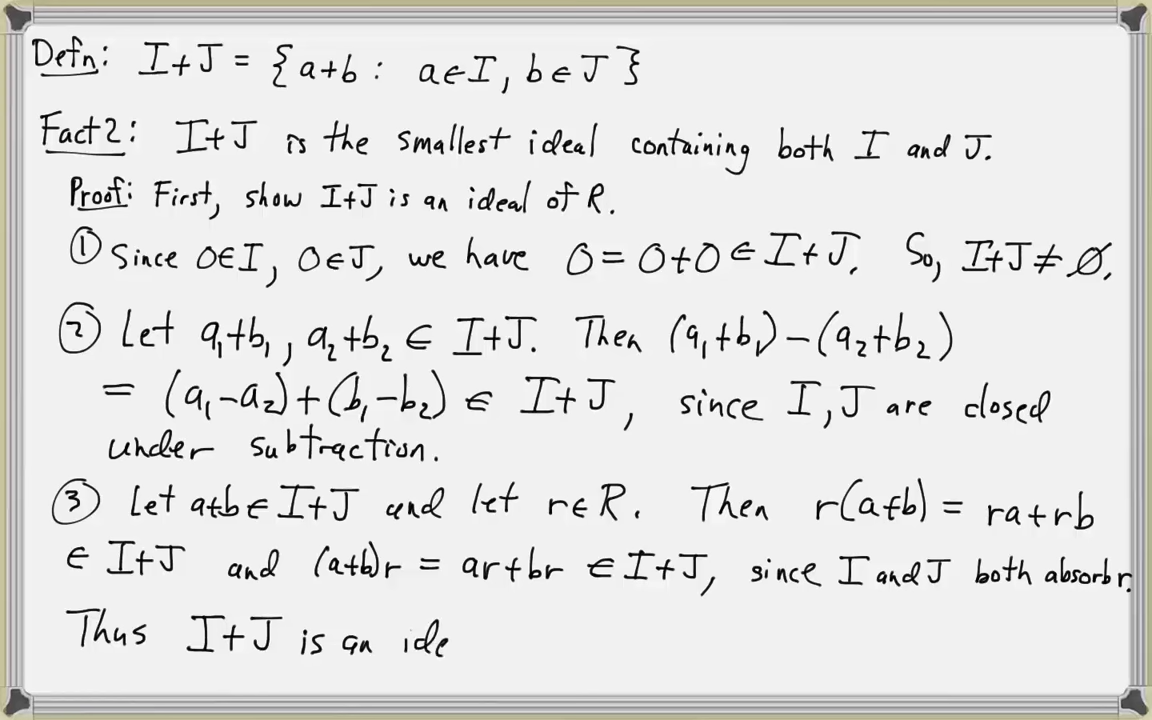 Defn: I+J = {a+b : a∈I, b∈J}
Fact 2: I+J is the smallest ideal containing both I and J.
Proof: First, show I+J is an ideal of R.
① Since 0∈I, 0∈J, we have 0 = 0+0 ∈ I+J. So, I+J ≠ ∅.
② Let a₁+b₁, a₂+b₂ ∈ I+J. Then (a₁+b₁) − (a₂+b₂)
= (a₁−a₂)+(b₁−b₂) ∈ I+J, since I,J are closed
under subtraction.
③ Let a+b ∈ I+J and let r∈R. Then r(a+b) = ra+rb
∈ I+J and (a+b)r = ar+br ∈ I+J, since I and J both absorb r.
Thus I+J is an ide